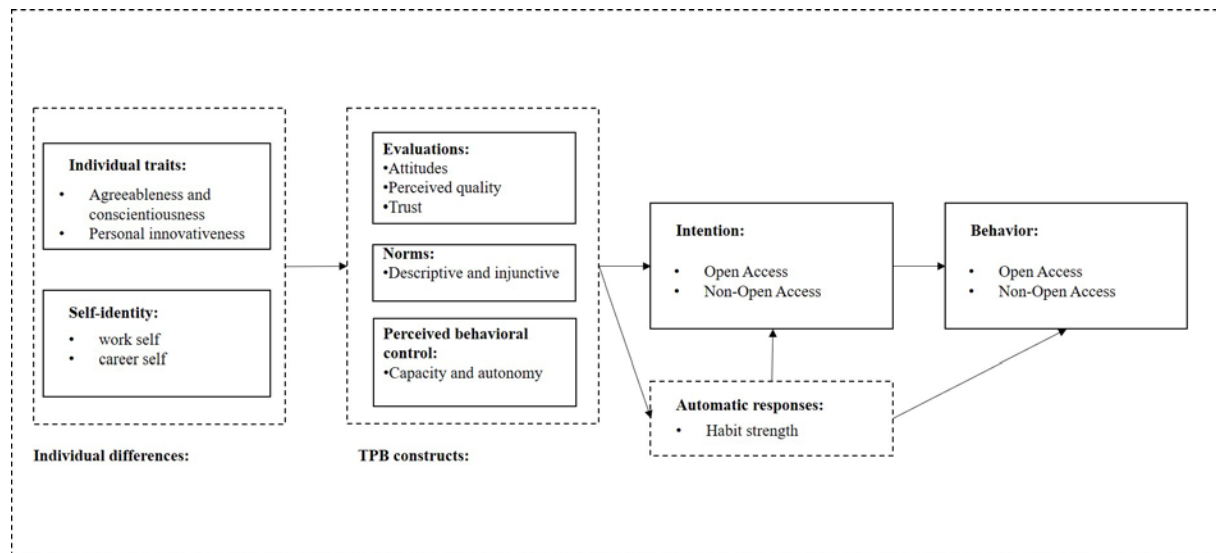 Individual traits:
• Agreeableness and
conscientiousness
• Personal innovativeness
Self-identity:
• work self
• career self
Individual differences:
Evaluations:
•Attitudes
•Perceived quality
•Trust
Norms:
•Descriptive and injunctive
Perceived behavioral
control:
•Capacity and autonomy
TPB constructs:
Intention:
• Open Access
• Non-Open Access
Automatic responses:
• Habit strength
Behavior:
• Open Access
• Non-Open Access